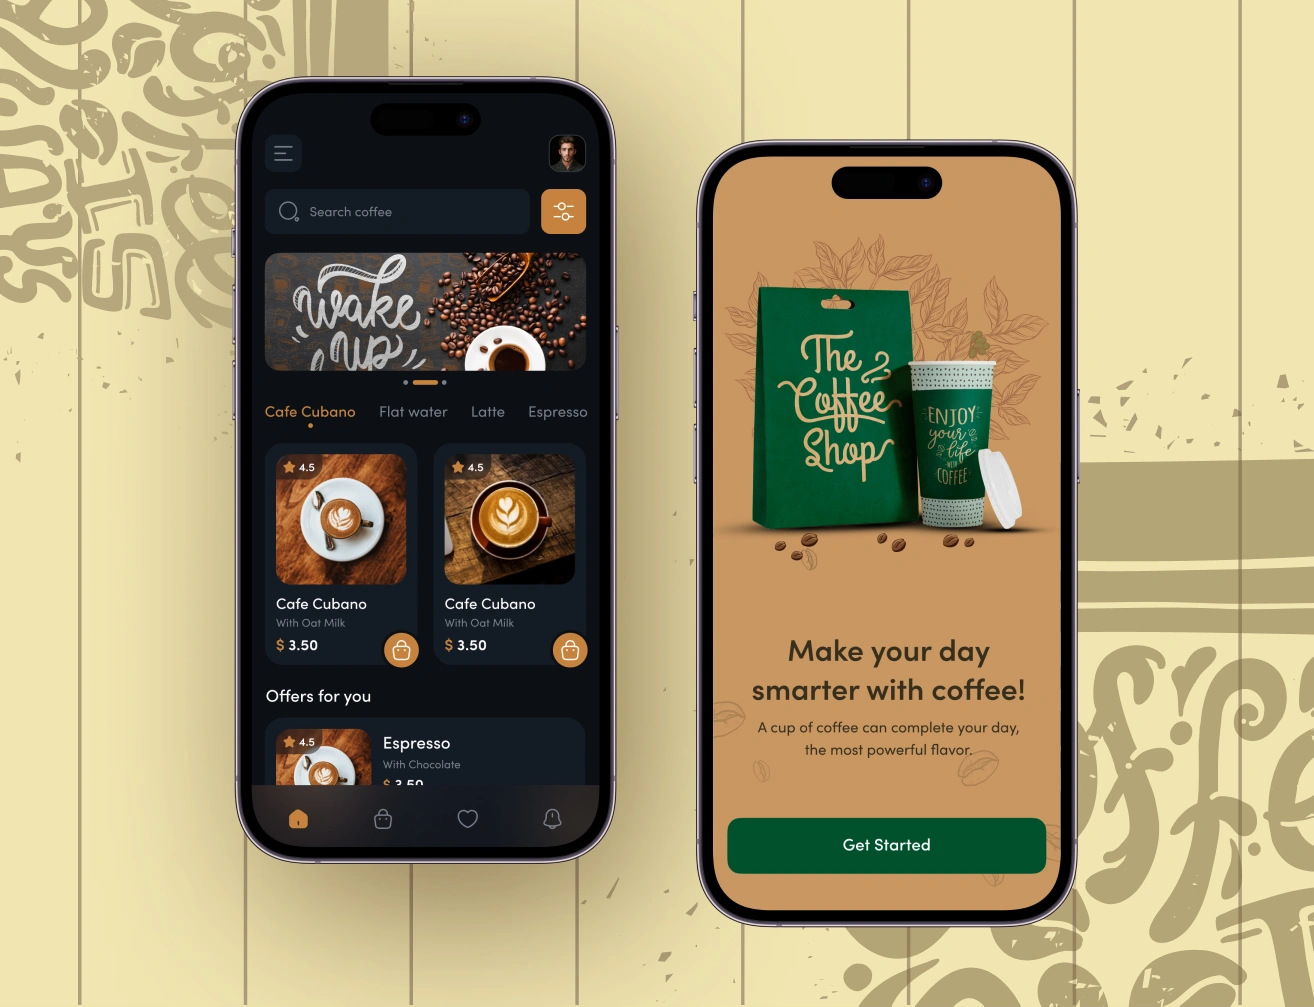 Search coffee
wake
up
Cafe Cubano
Flat water
Latte
Espresso
4.5
Cafe Cubano
With Oat Milk
$ 3.50
4.5
Cafe Cubano
With Oat Milk
$ 3.50
Offers for you
4.5
Espresso
With Chocolate
$ 3.50
The
Coffee
Shop
ENJOY
your
life
WITH
COFFEE
Make your day
smarter with coffee!
A cup of coffee can complete your day,
the most powerful flavor.
Get Started